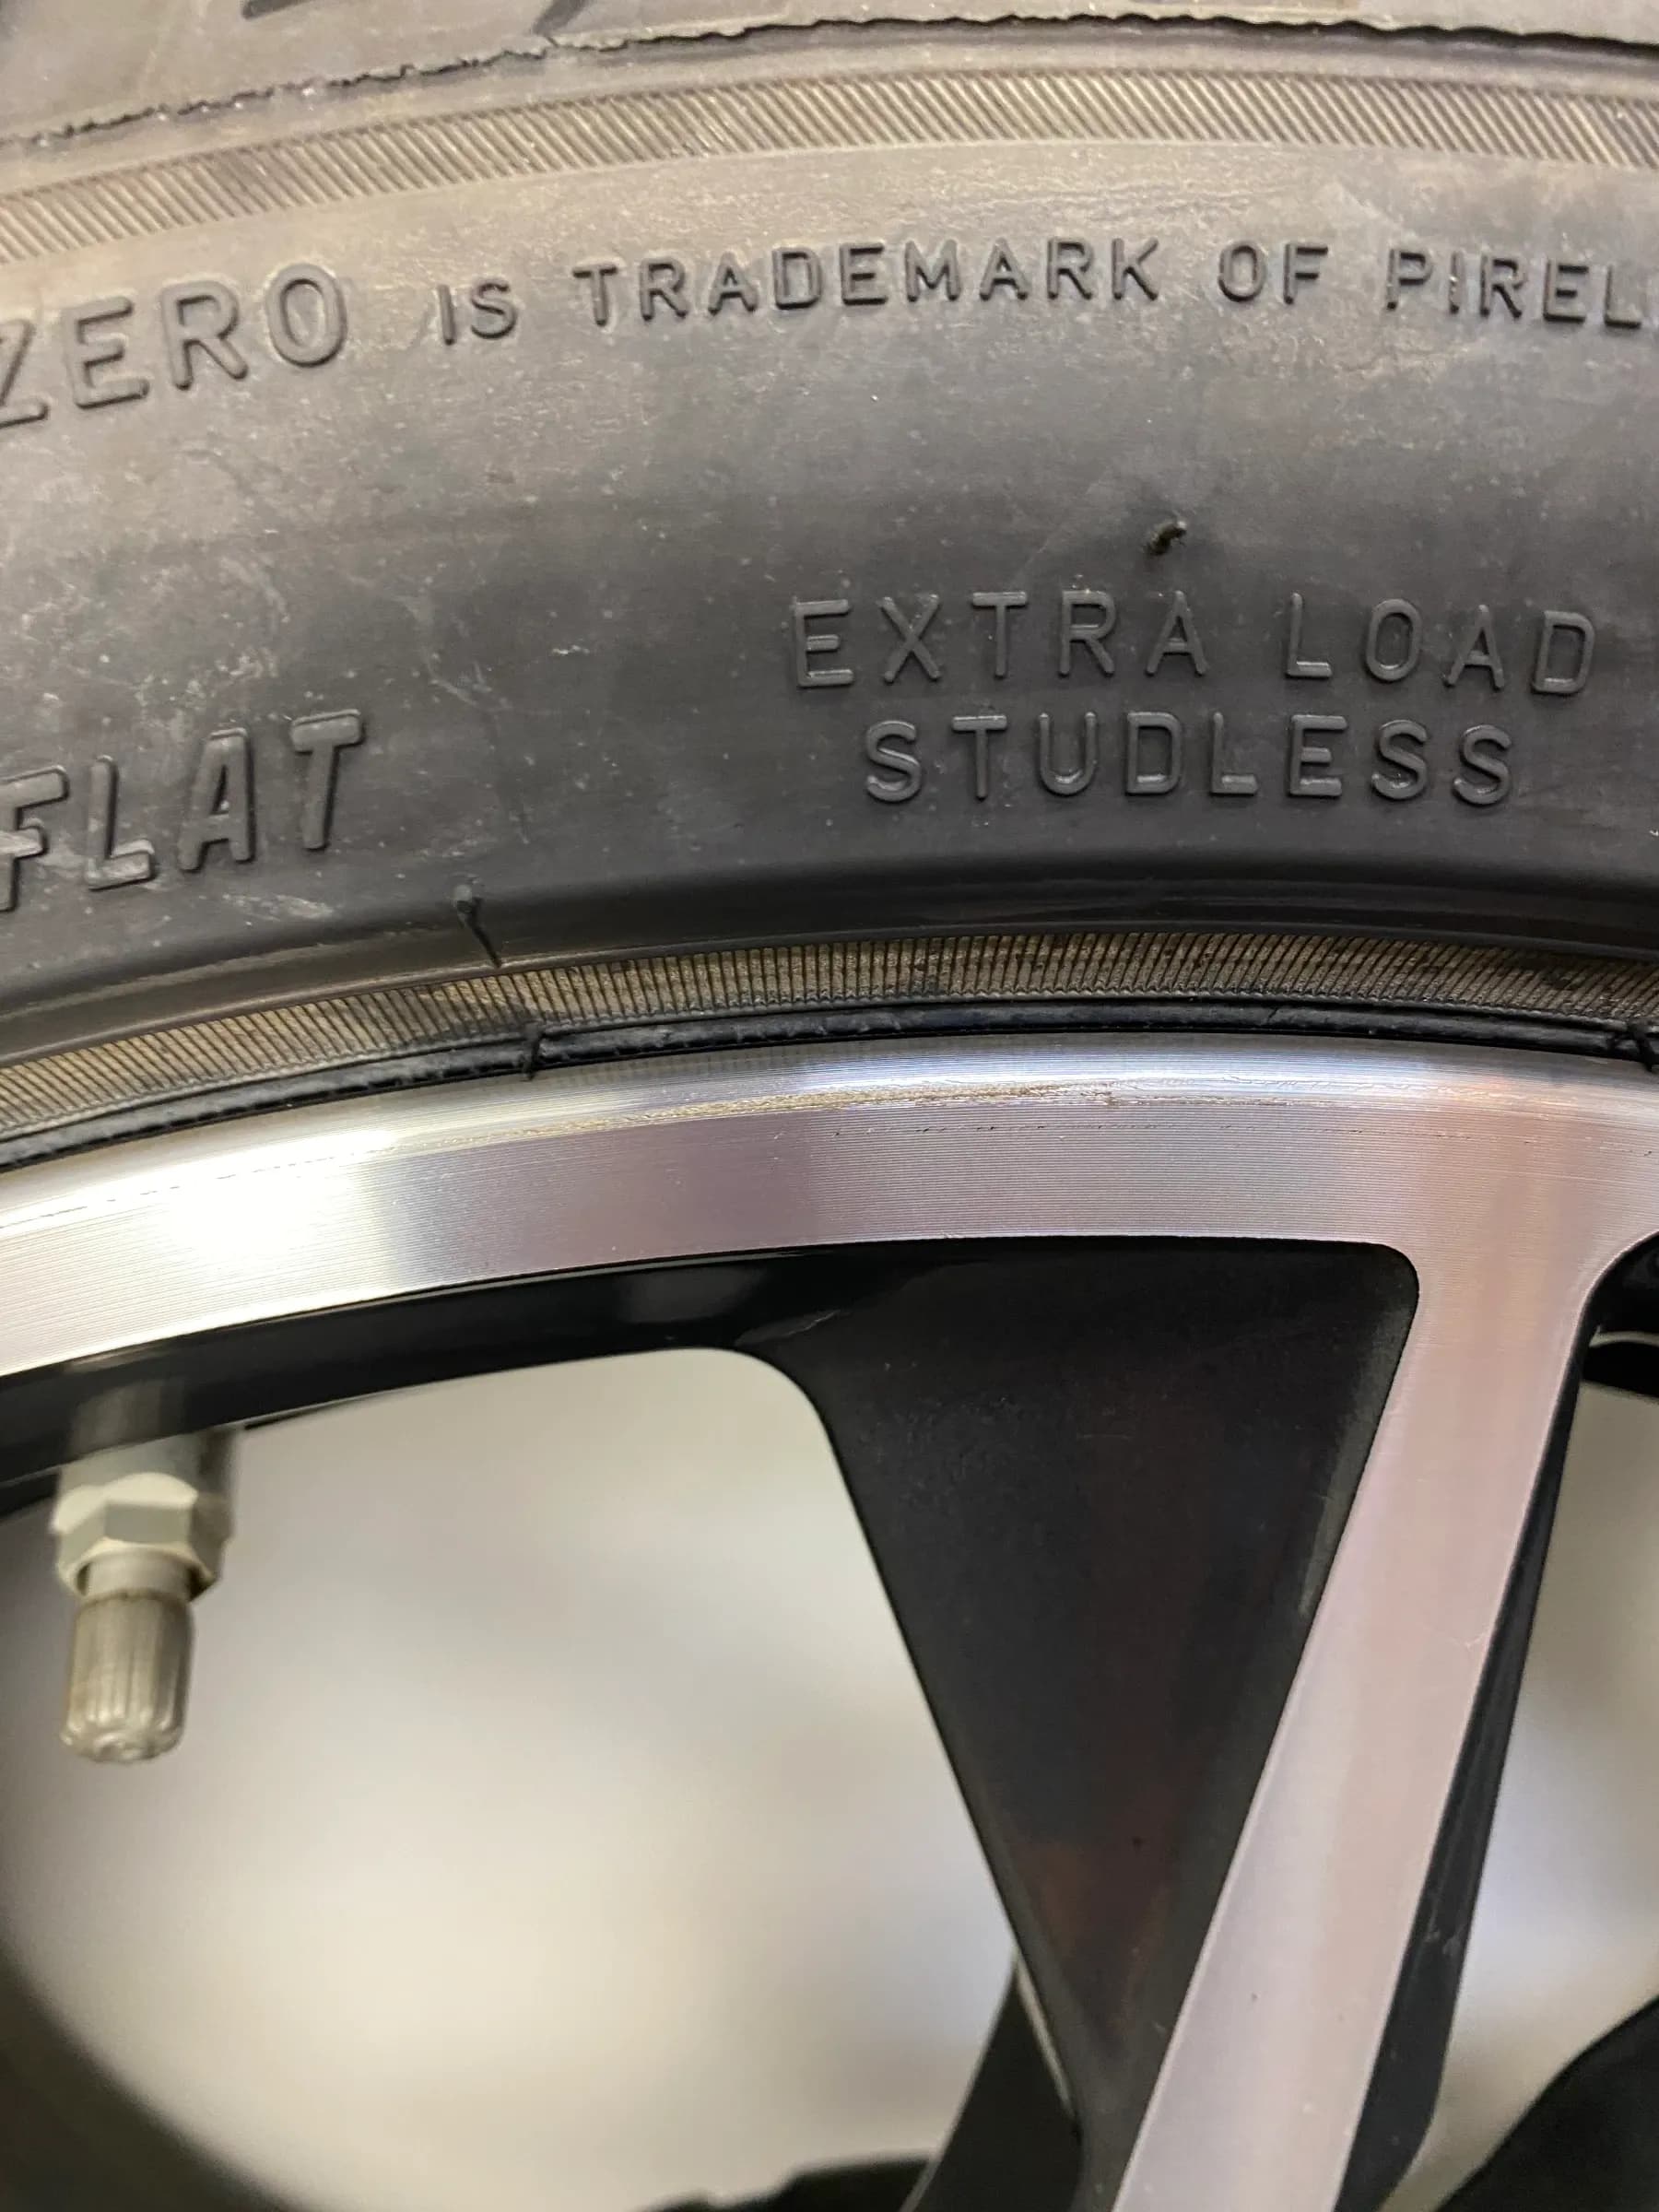 ZERO IS TRADEMARK OF PIREL
EXTRA LOAD
STUDLESS
FLAT